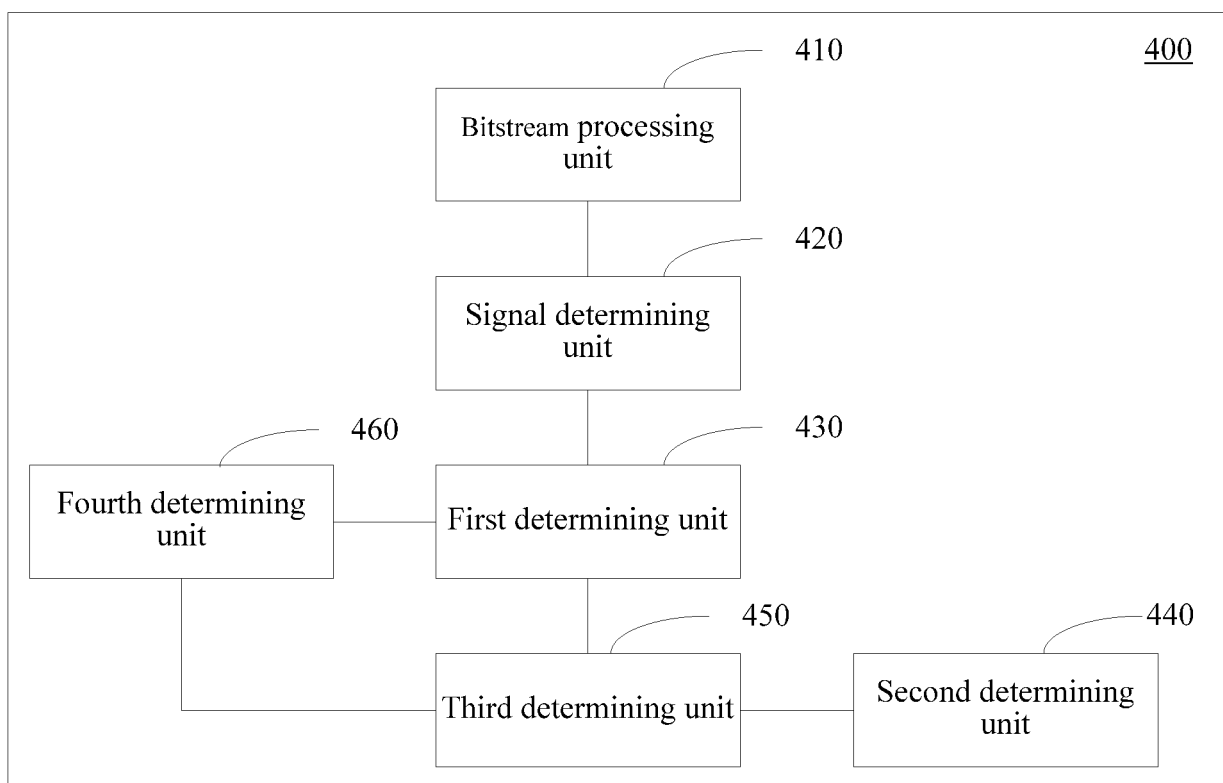 400
410
Bitstream processing
unit
420
Signal determining
unit
460
430
Fourth determining
unit
First determining unit
450
440
Third determining unit
Second determining
unit